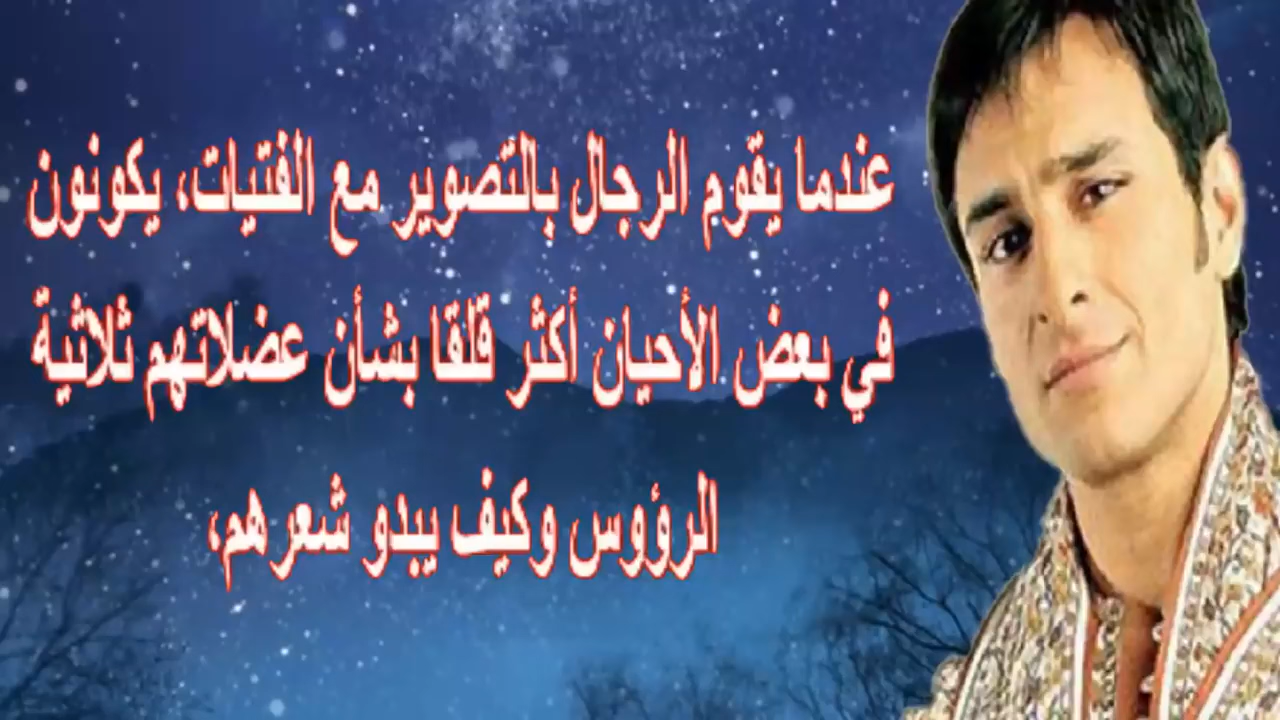 عندما يقوم الرجال بالتصوير مع الفتيات، يكونون
في بعض الأحيان أكثر قلقا بشأن عضلاتهم ثلاثية
الرؤوس وكيف يبدو شعرهم،